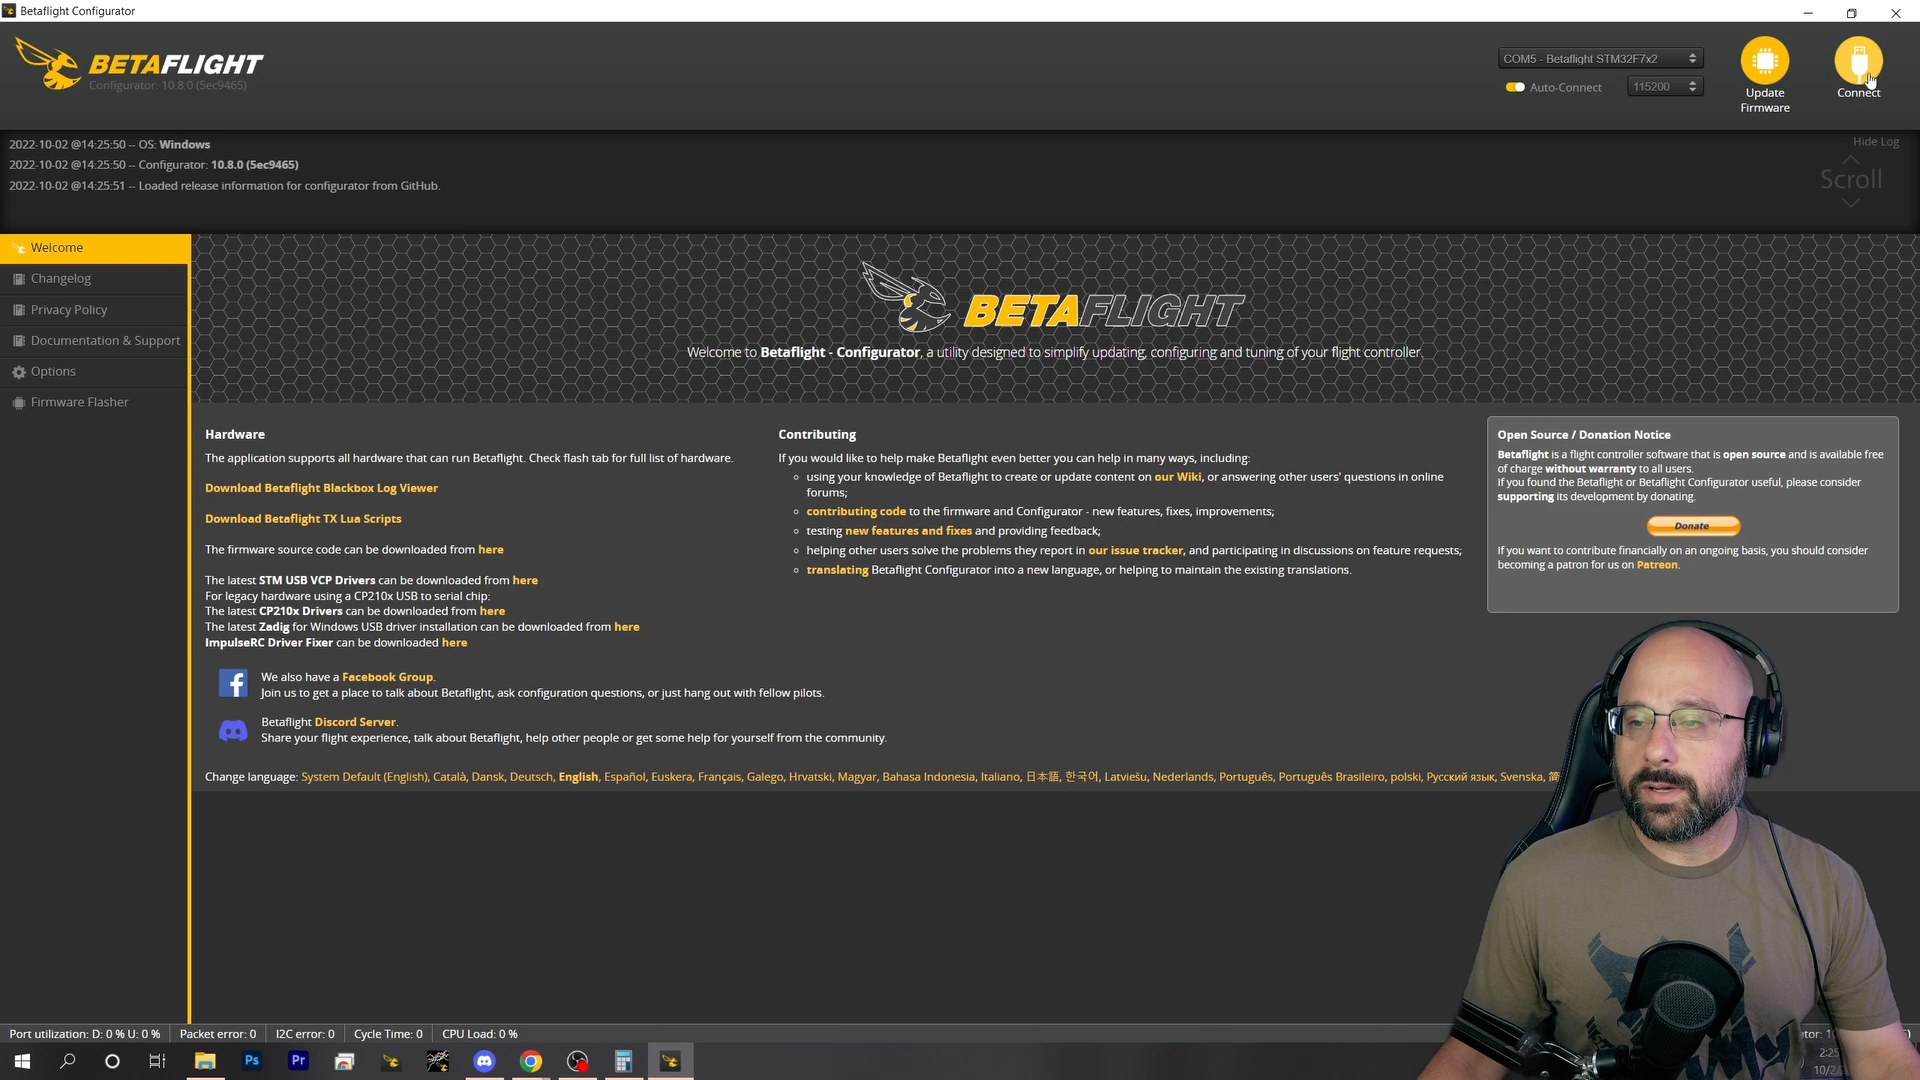 Betaflight Configurator
BETAFLIGHT
Configurator: 10.8.0 (5ec9465)
COM5 - Betaflight STM32F7x2
Auto-Connect
115200
Update
Firmware
Connect
2022-10-02 @14:25:50 -- OS: Windows
2022-10-02 @14:25:50 -- Configurator: 10.8.0 (5ec9465)
2022-10-02 @14:25:51 -- Loaded release information for configurator from GitHub.
Hide Log
Scroll
Welcome
Changelog
Privacy Policy
Documentation & Support
Options
Firmware Flasher
BETAFLIGHT
Welcome to Betaflight - Configurator, a utility designed to simplify updating, configuring and tuning of your flight controller.
Hardware
The application supports all hardware that can run Betaflight. Check flash tab for full list of hardware.
Download Betaflight Blackbox Log Viewer
Download Betaflight TX Lua Scripts
The firmware source code can be downloaded from here
The latest STM USB VCP Drivers can be downloaded from here
For legacy hardware using a CP210x USB to serial chip:
The latest CP210x Drivers can be downloaded from here
The latest Zadig for Windows USB driver installation can be downloaded from here
ImpulseRC Driver Fixer can be downloaded here
We also have a Facebook Group.
Join us to get a place to talk about Betaflight, ask configuration questions, or just hang out with fellow pilots.
Betaflight Discord Server.
Share your flight experience, talk about Betaflight, help other people or get some help for yourself from the community.
Contributing
If you would like to help make Betaflight even better you can help in many ways, including:
using your knowledge of Betaflight to create or update content on our Wiki, or answering other users' questions in online
forums;
contributing code to the firmware and Configurator - new features, fixes, improvements;
testing new features and fixes and providing feedback;
helping other users solve the problems they report in our issue tracker, and participating in discussions on feature requests;
translating Betaflight Configurator into a new language, or helping to maintain the existing translations.
Open Source / Donation Notice
Betaflight is a flight controller software that is open source and is available free
of charge without warranty to all users.
If you found the Betaflight or Betaflight Configurator useful, please consider
supporting its development by donating.
Donate
If you want to contribute financially on an ongoing basis, you should consider
becoming a patron for us on Patreon.
Change language: System Default (English), Català, Dansk, Deutsch, English, Español, Euskera, Français, Galego, Hrvatski, Magyar, Bahasa Indonesia, Italiano, 日本語, 한국어, Latviešu, Nederlands, Português, Português Brasileiro, polski, Русский язык, Svenska, 简
Port utilization: D: 0 % U: 0 %
Packet error: 0
I2C error: 0
Cycle Time: 0
CPU Load: 0 %
Ps
Pr